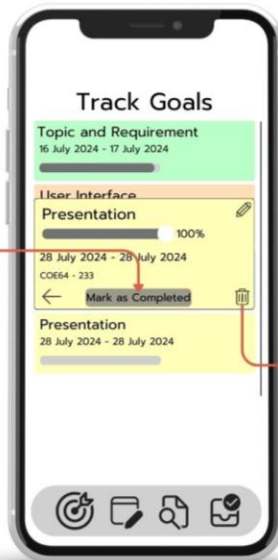 Track Goals
Topic and Requirement
16 July 2024 - 17 July 2024
User Interface
Presentation
100%
28 July 2024 - 28 July 2024
COE64 - 233
Mark as Completed
Presentation
28 July 2024 - 28 July 2024